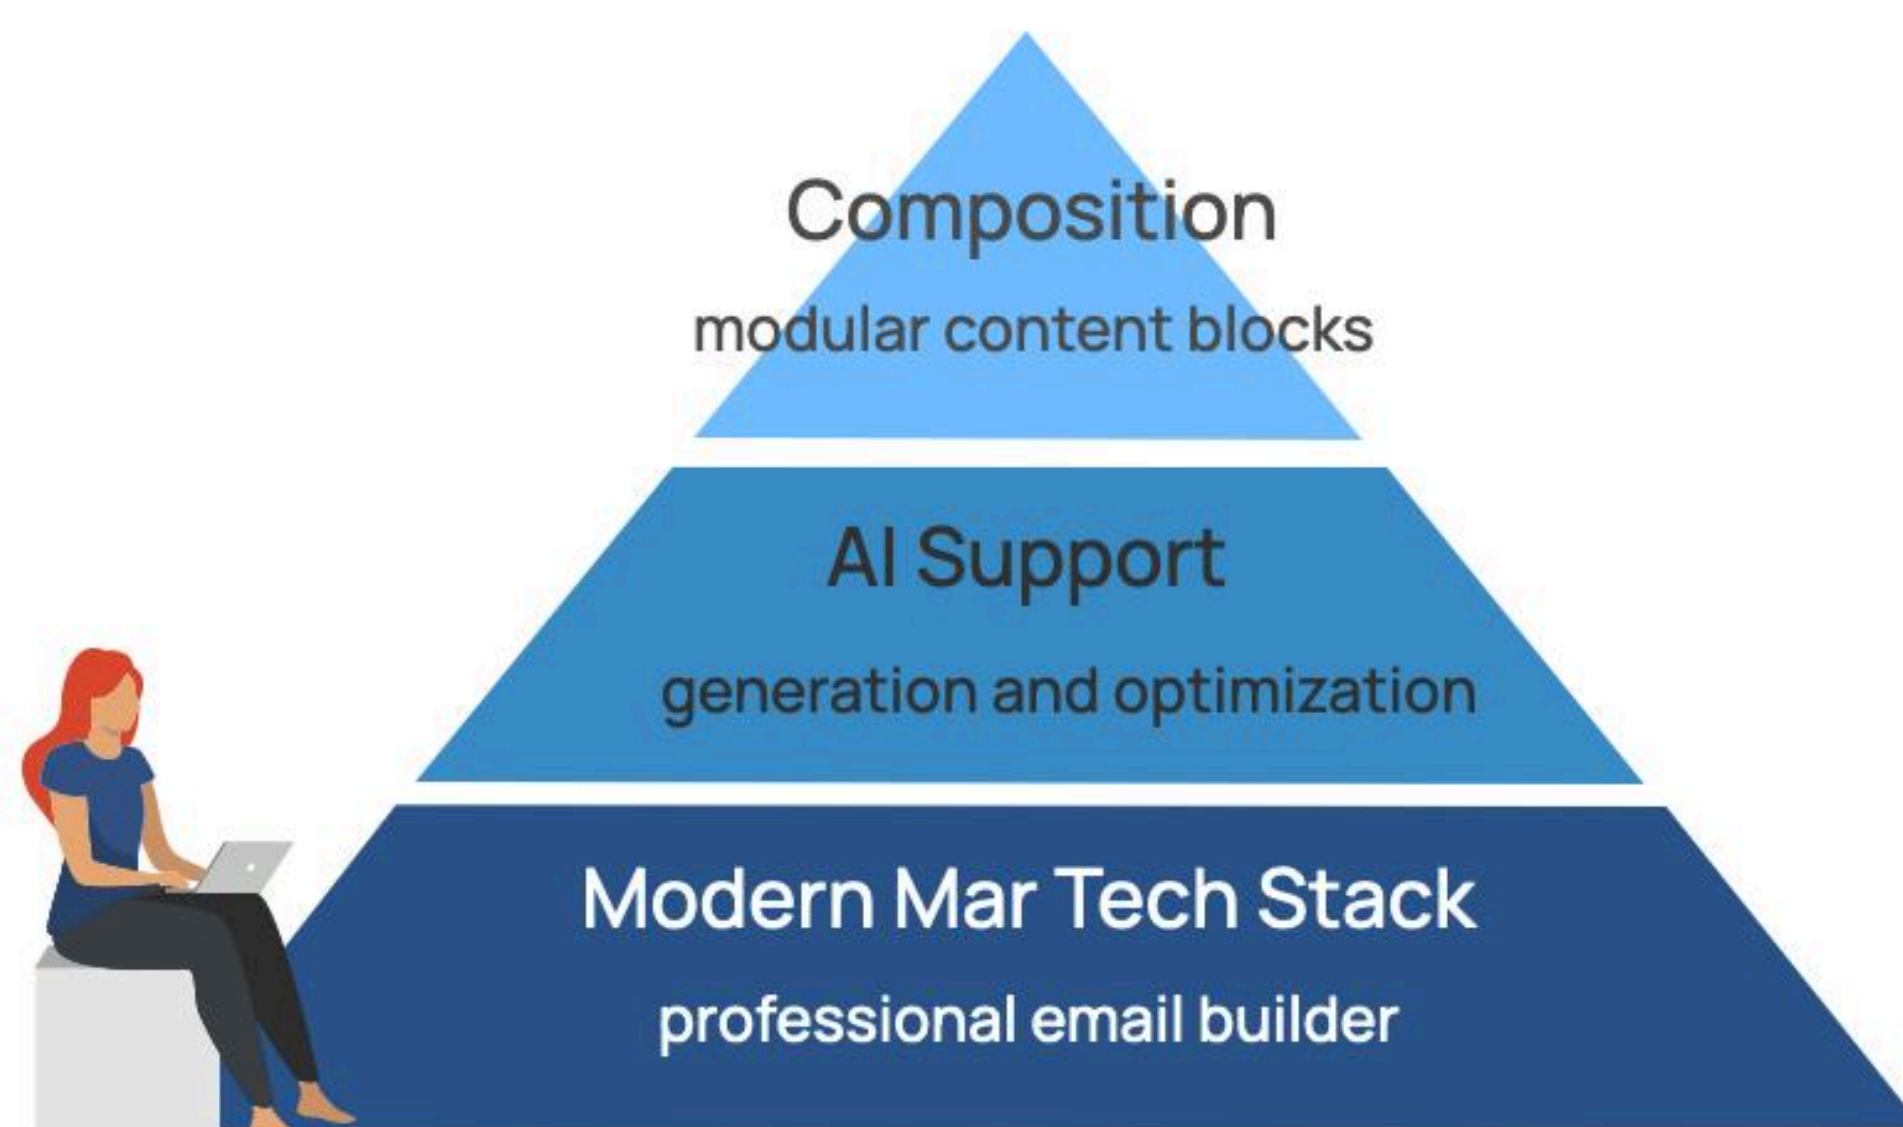 Composition
modular content blocks
AI Support
generation and optimization
Modern Mar Tech Stack
professional email builder